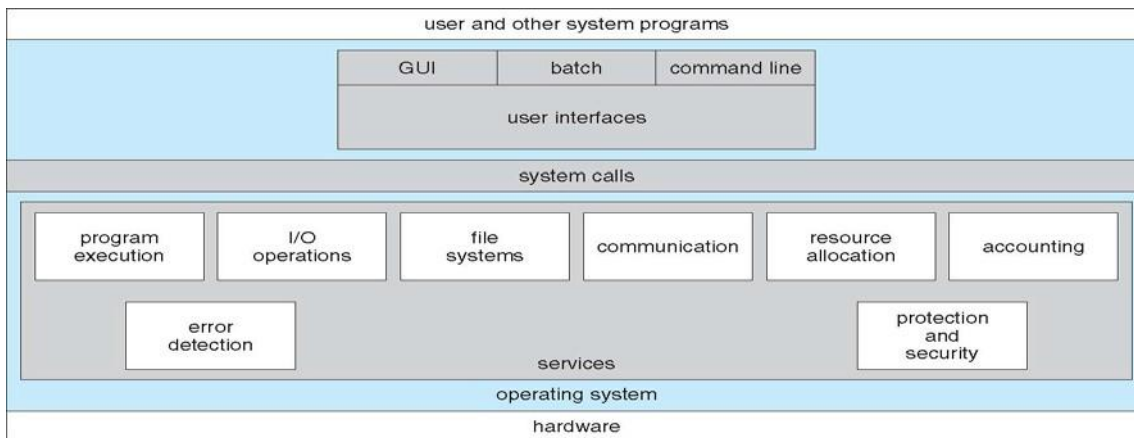 user and other system programs
GUI
batch
command line
user interfaces
system calls
program
execution
I/O
operations
file
systems
communication
resource
allocation
accounting
error
detection
protection
and
security
services
operating system
hardware